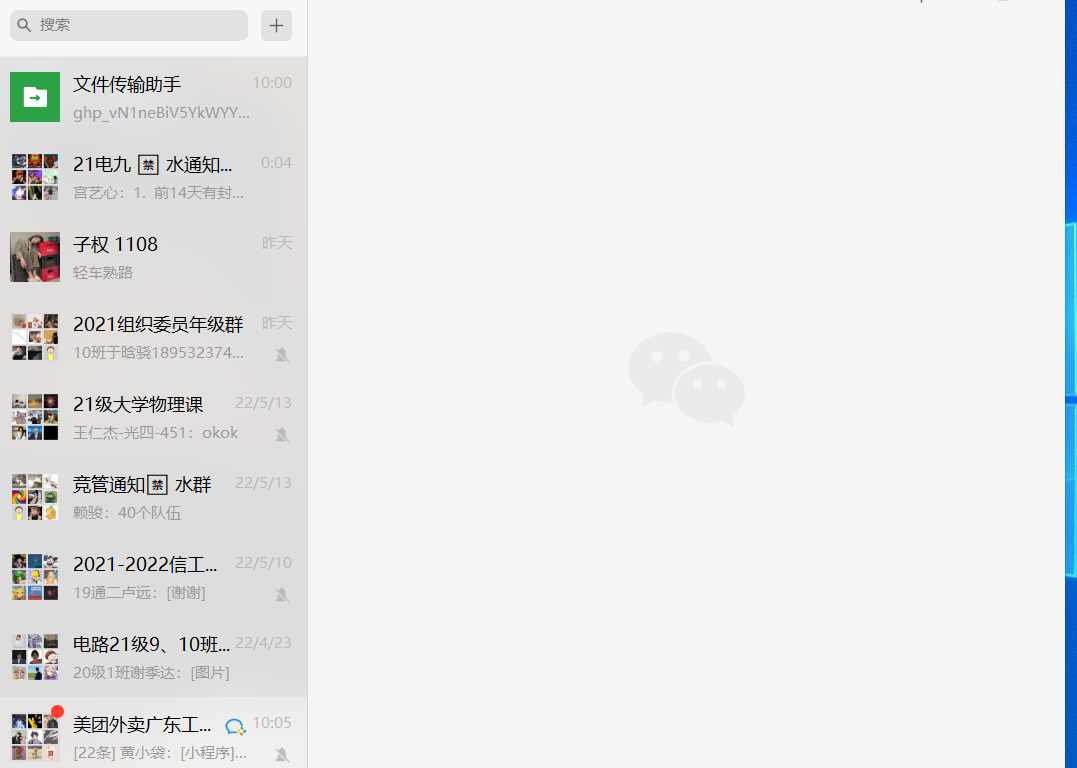 搜索
文件传输助手 10:00
ghp_vN1neBiV5YkWYY...
21电九 禁 水通知... 0:04
宫艺心：1. 前14天有封...
子权 1108 昨天
轻车熟路
2021组织委员年级群 昨天
10班于晗骁189532374...
21级大学物理课 22/5/13
王仁杰-光四-451：okok
竞管通知禁 水群 22/5/13
赖骏：40个队伍
2021-2022信工... 22/5/10
19通二卢远：[谢谢]
电路21级9、10班... 22/4/23
20级1班谢季达：[图片]
美团外卖广东工... 10:05
[22条] 黄小袋：[小程序]...